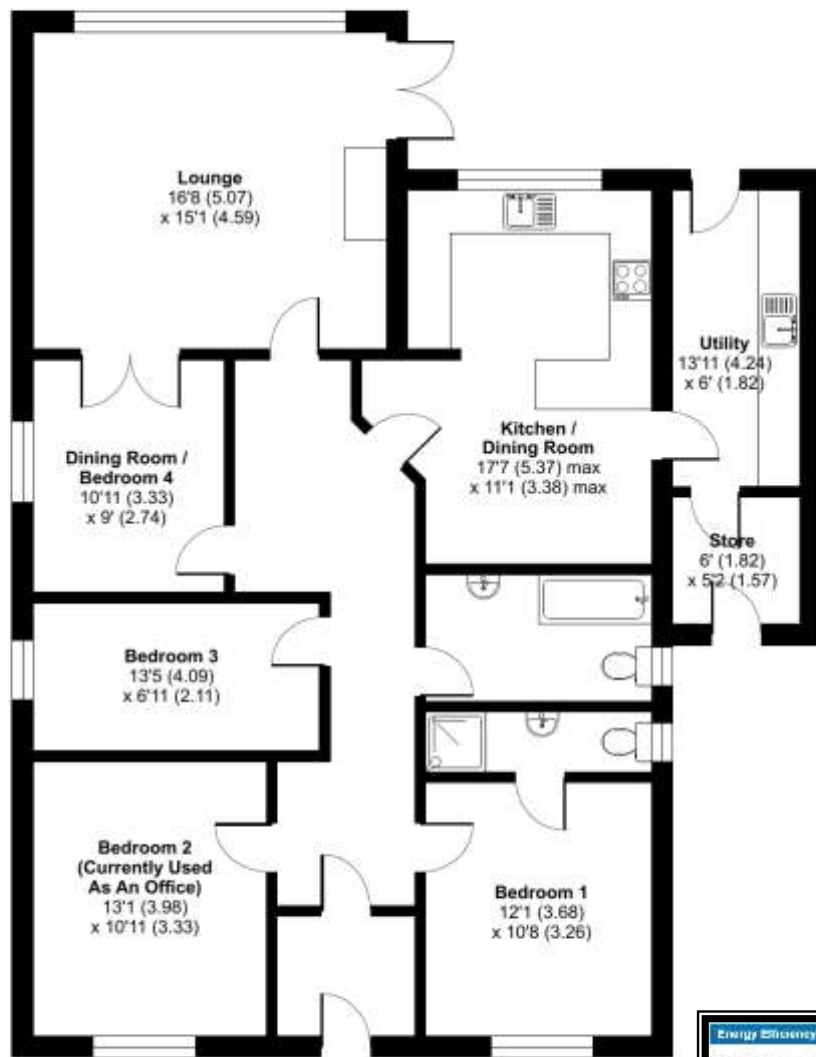 Lounge
16'8 (5.07)
x 15'1 (4.59)
Utility
13'11 (4.24)
x 6' (1.82)
Kitchen /
Dining Room
17'7 (5.37) max
x 11'1 (3.38) max
Dining Room /
Bedroom 4
10'11 (3.33)
x 9' (2.74)
Store
6' (1.82)
x 5'2 (1.57)
Bedroom 3
13'5 (4.09)
x 6'11 (2.11)
Bedroom 2
(Currently Used
As An Office)
13'1 (3.98)
x 10'11 (3.33)
Bedroom 1
12'1 (3.68)
x 10'8 (3.26)
Energy Efficiency